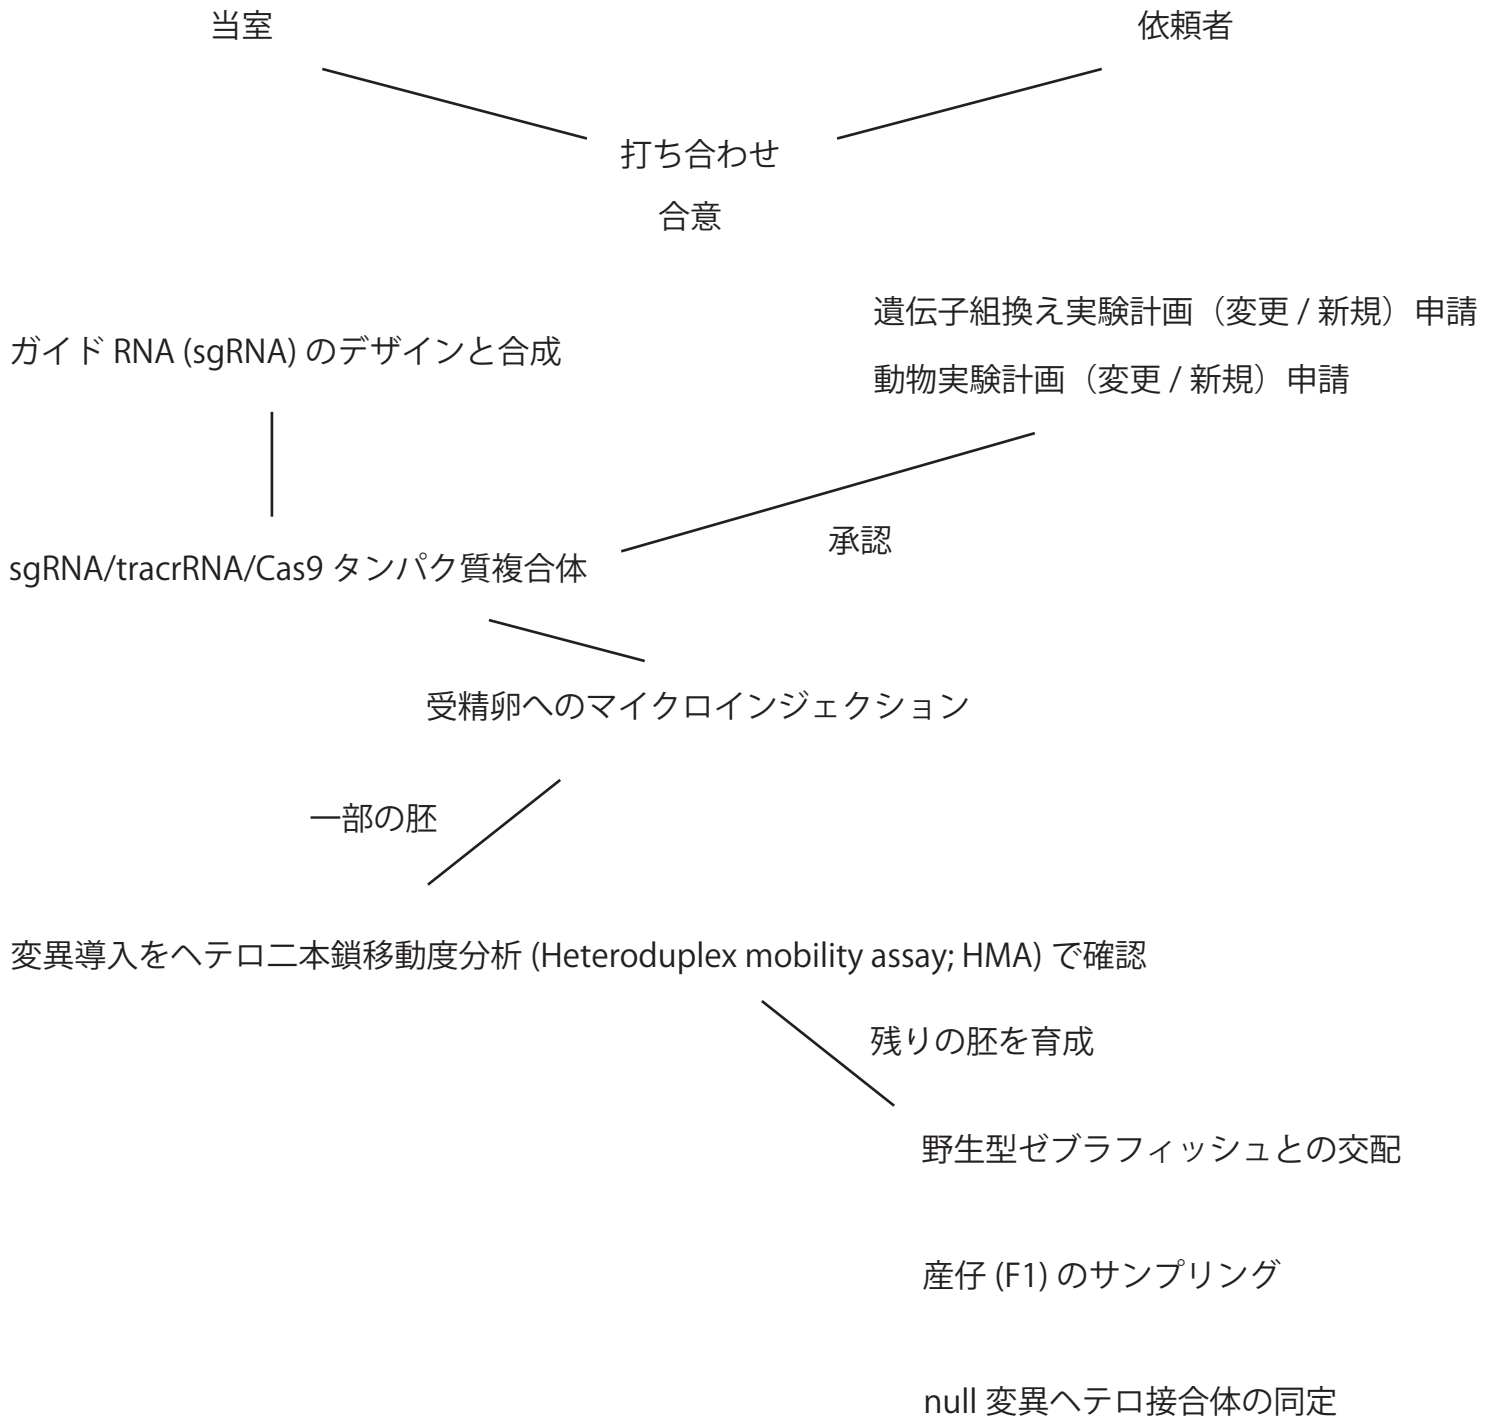 当室
依頼者
打ち合わせ
合意
遺伝子組換え実験計画（変更 / 新規）申請
ガイド RNA (sgRNA) のデザインと合成
動物実験計画（変更 / 新規）申請
承認
sgRNA/tracrRNA/Cas9 タンパク質複合体
受精卵へのマイクロインジェクション
一部の胚
変異導入をヘテロ二本鎖移動度分析 (Heteroduplex mobility assay; HMA) で確認
残りの胚を育成
野生型ゼブラフィッシュとの交配
産仔 (F1) のサンプリング
null 変異ヘテロ接合体の同定